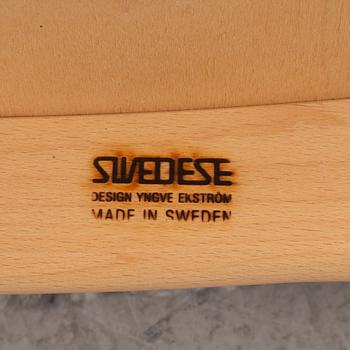 SWEDESE
DESIGN YNGVE EKSTRÖM
MADE IN SWEDEN